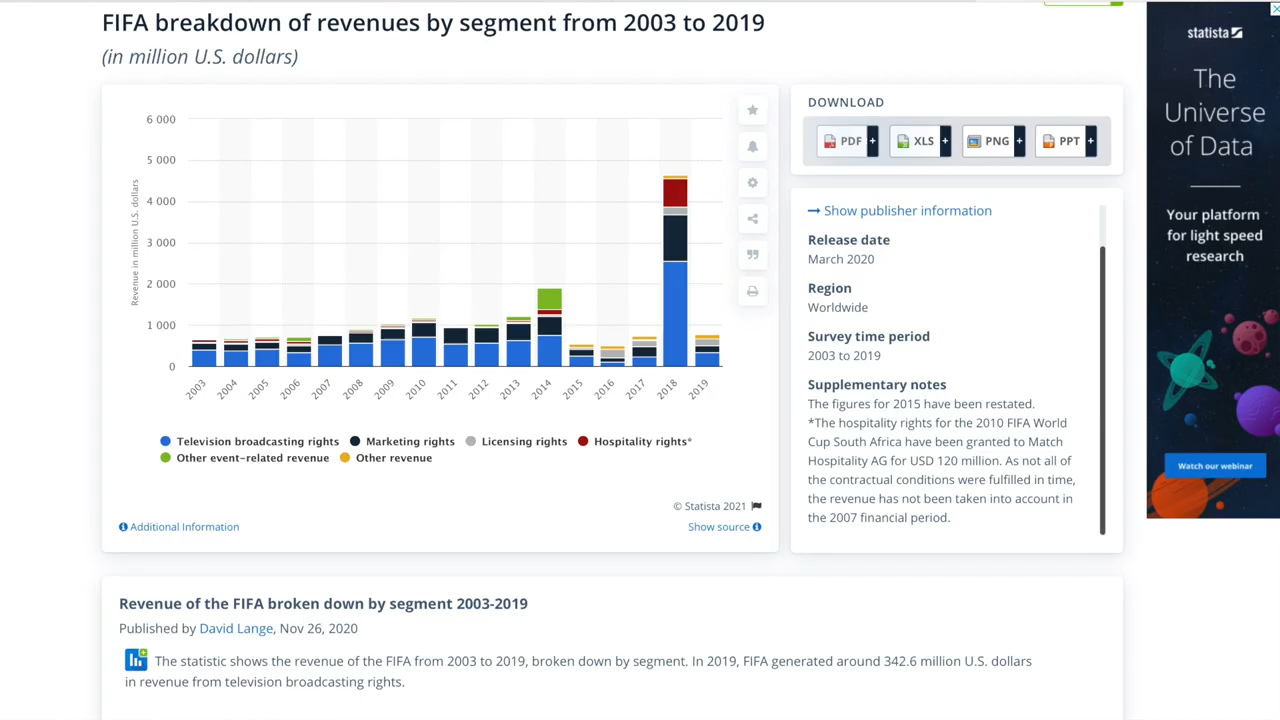 FIFA breakdown of revenues by segment from 2003 to 2019
(in million U.S. dollars)
6 000
5 000
4 000
3 000
2 000
1 000
0
Revenue in million U.S. dollars
2003
2004
2005
2006
2007
2008
2009
2010
2011
2012
2013
2014
2015
2016
2017
2018
2019
Television broadcasting rights
Marketing rights
Licensing rights
Hospitality rights*
Other event-related revenue
Other revenue
© Statista 2021
Additional Information
Show source
DOWNLOAD
PDF +
XLS +
PNG +
PPT +
→ Show publisher information
Release date
March 2020
Region
Worldwide
Survey time period
2003 to 2019
Supplementary notes
The figures for 2015 have been restated.
*The hospitality rights for the 2010 FIFA World
Cup South Africa have been granted to Match
Hospitality AG for USD 120 million. As not all of
the contractual conditions were fulfilled in time,
the revenue has not been taken into account in
the 2007 financial period.
statista
The
Universe
of Data
Your platform
for light speed
research
Watch our webinar
Revenue of the FIFA broken down by segment 2003-2019
Published by David Lange, Nov 26, 2020
The statistic shows the revenue of the FIFA from 2003 to 2019, broken down by segment. In 2019, FIFA generated around 342.6 million U.S. dollars
in revenue from television broadcasting rights.